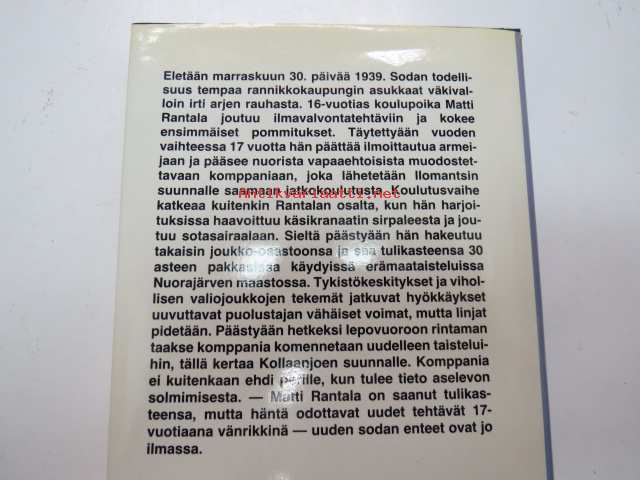 Eletään marraskuun 30. päivää 1939. Sodan todelli-
suus tempaa rannikkokaupungin asukkaat väkival-
loin irti arjen rauhasta. 16-vuotias koulupoika Matti
Rantala joutuu ilmavalvontatehtäviin ja kokee
ensimmäiset pommitukset. Täytettyään vuoden
vaihteessa 17 vuotta hän päättää ilmoittautua armei-
jaan ja pääsee nuorista vapaaehtoisista muodostet-
tavaan komppaniaan, joka lähetetään Ilomantsin
suunnalle saamaan jatkokoulutusta. Koulutusvaihe
Antikvariaatti.net
katkeaa kuitenkin Rantalan osalta, kun hän harjoi-
tuksissa haavoittuu käsikranaatin sirpaleesta ja jou-
tuu sotasairaalaan. Sieltä päästyään hän hakeutuu
takaisin joukko-osastoonsa ja saa tulikasteensa 30
asteen pakkasissa käydyissä erämaataisteluissa
Nuorajärven maastossa. Tykistökeskitykset ja vihol-
lisen valiojoukkojen tekemät jatkuvat hyökkäykset
uuvuttavat puolustajan vähäiset voimat, mutta linjat
pidetään. Päästyään hetkeksi lepovuoroon rintaman
taakse komppania komennetaan uudelleen taistelui-
hin, tällä kertaa Kollaanjoen suunnalle. Komppania
ei kuitenkaan ehdi perille, kun tulee tieto aselevon
solmimisesta. — Matti Rantala on saanut tulikas-
teensa, mutta häntä odottavat uudet tehtävät 17-
vuotiaana vänrikkinä — uuden sodan enteet ovat jo
ilmassa.